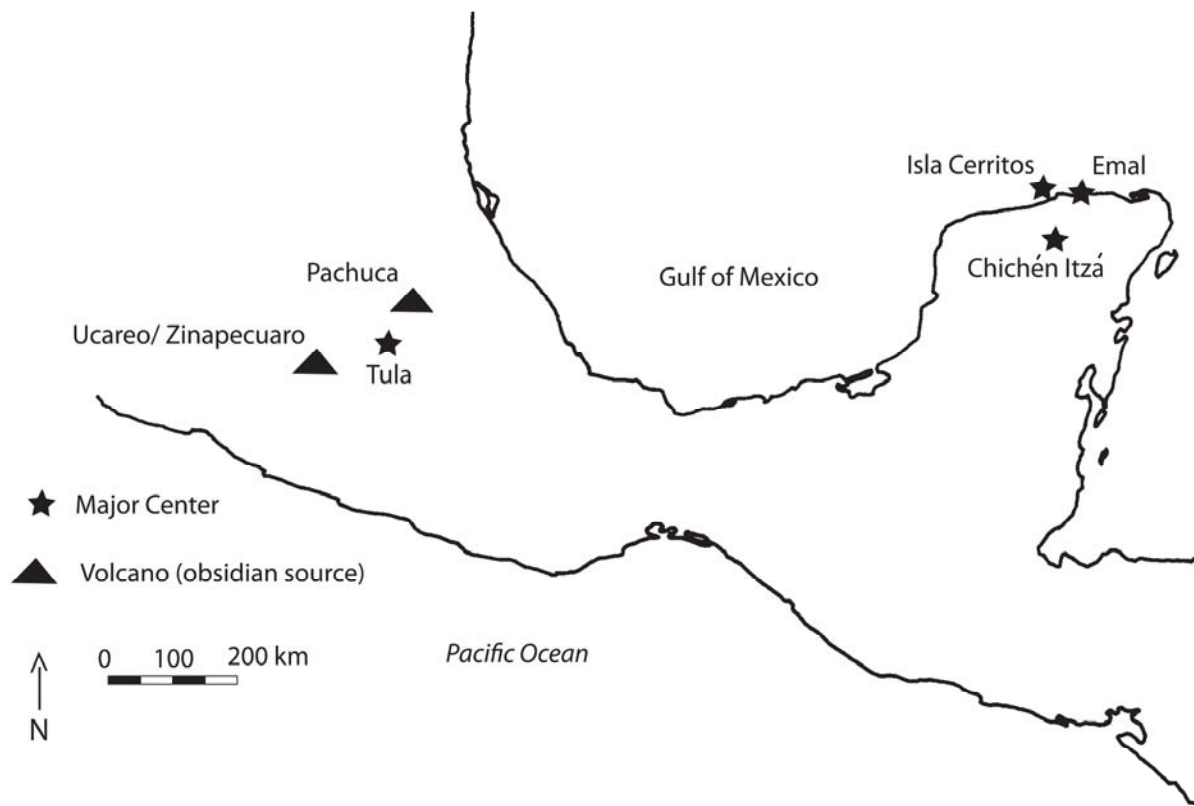 Isla Cerritos
Emal
Chichén Itzá
Gulf of Mexico
Pachuca
Ucareo/ Zinapecuaro
Tula
Major Center
Volcano (obsidian source)
0 100 200 km
Pacific Ocean
N